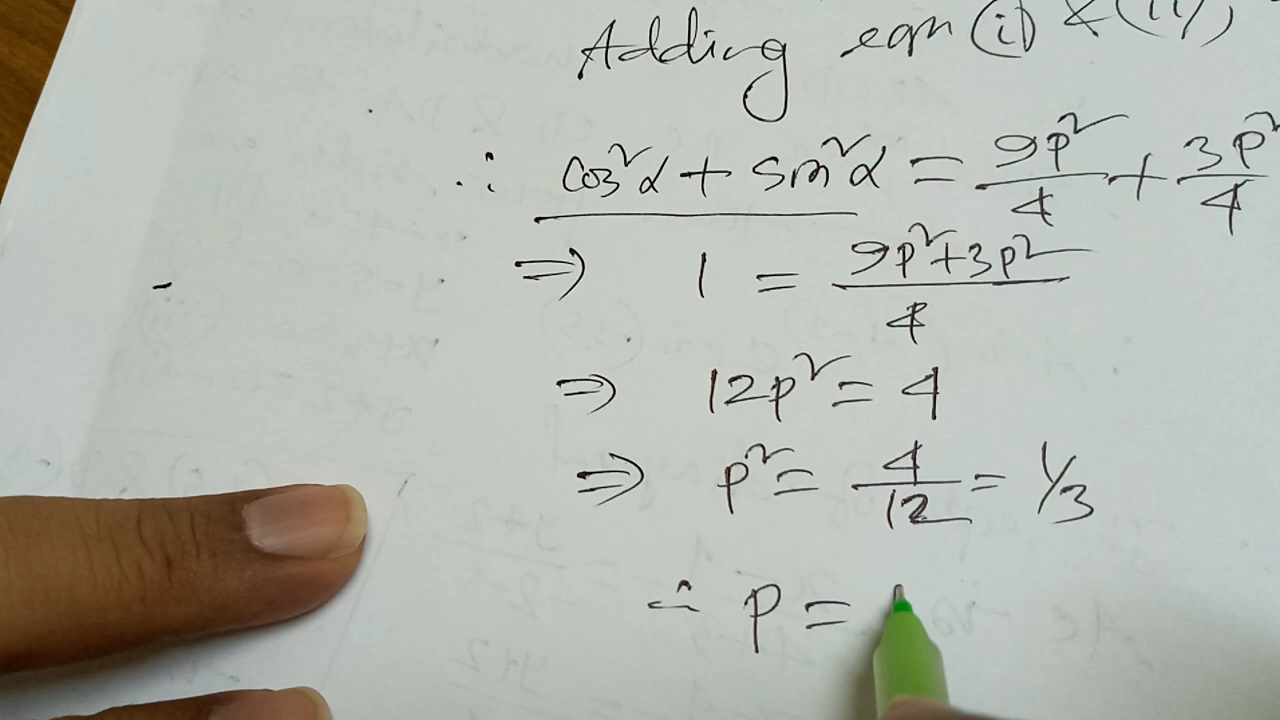 Adding eqn (i) & (ii),
∴ cos²α + sin²α = 9p²/4 + 3p²/4
⇒ 1 = 9p²+3p²/4
⇒ 12p² = 4
⇒ p² = 4/12 = 1/3
∴ p =